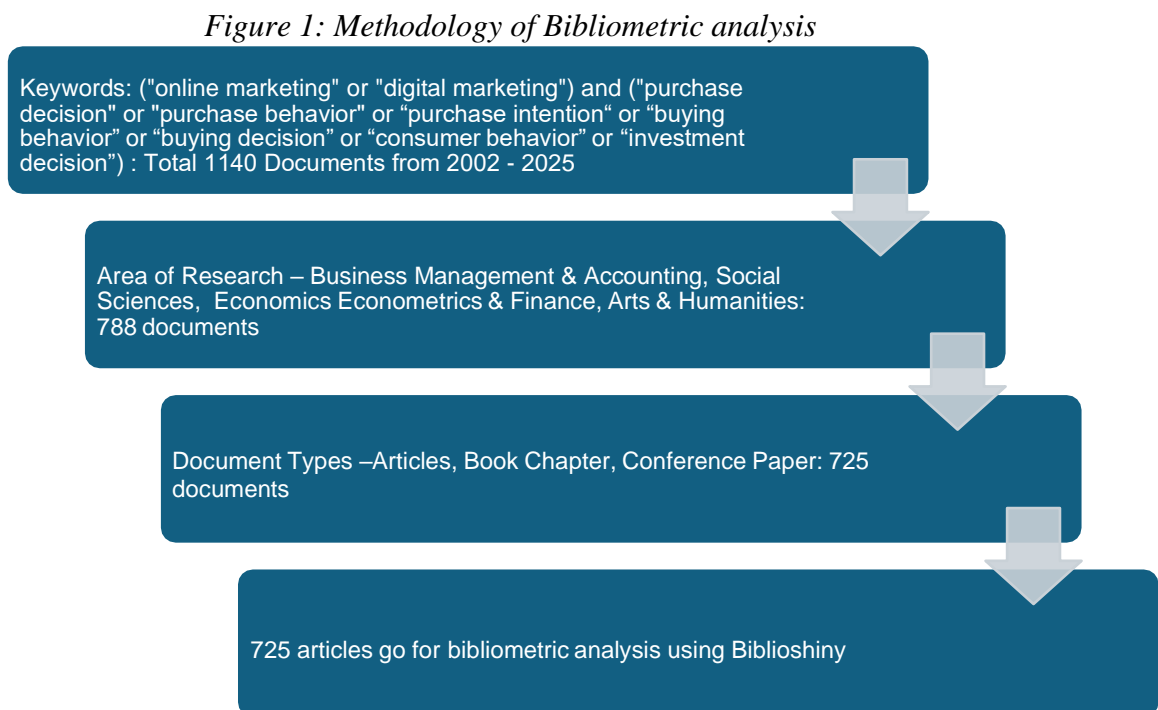 Figure 1: Methodology of Bibliometric analysis
Keywords: ("online marketing" or "digital marketing") and ("purchase
decision" or "purchase behavior" or “purchase intention“ or “buying
behavior” or “buying decision” or “consumer behavior” or “investment
decision”) : Total 1140 Documents from 2002 - 2025
Area of Research – Business Management & Accounting, Social
Sciences,  Economics Econometrics & Finance, Arts & Humanities:
788 documents
Document Types –Articles, Book Chapter, Conference Paper: 725
documents
725 articles go for bibliometric analysis using Biblioshiny